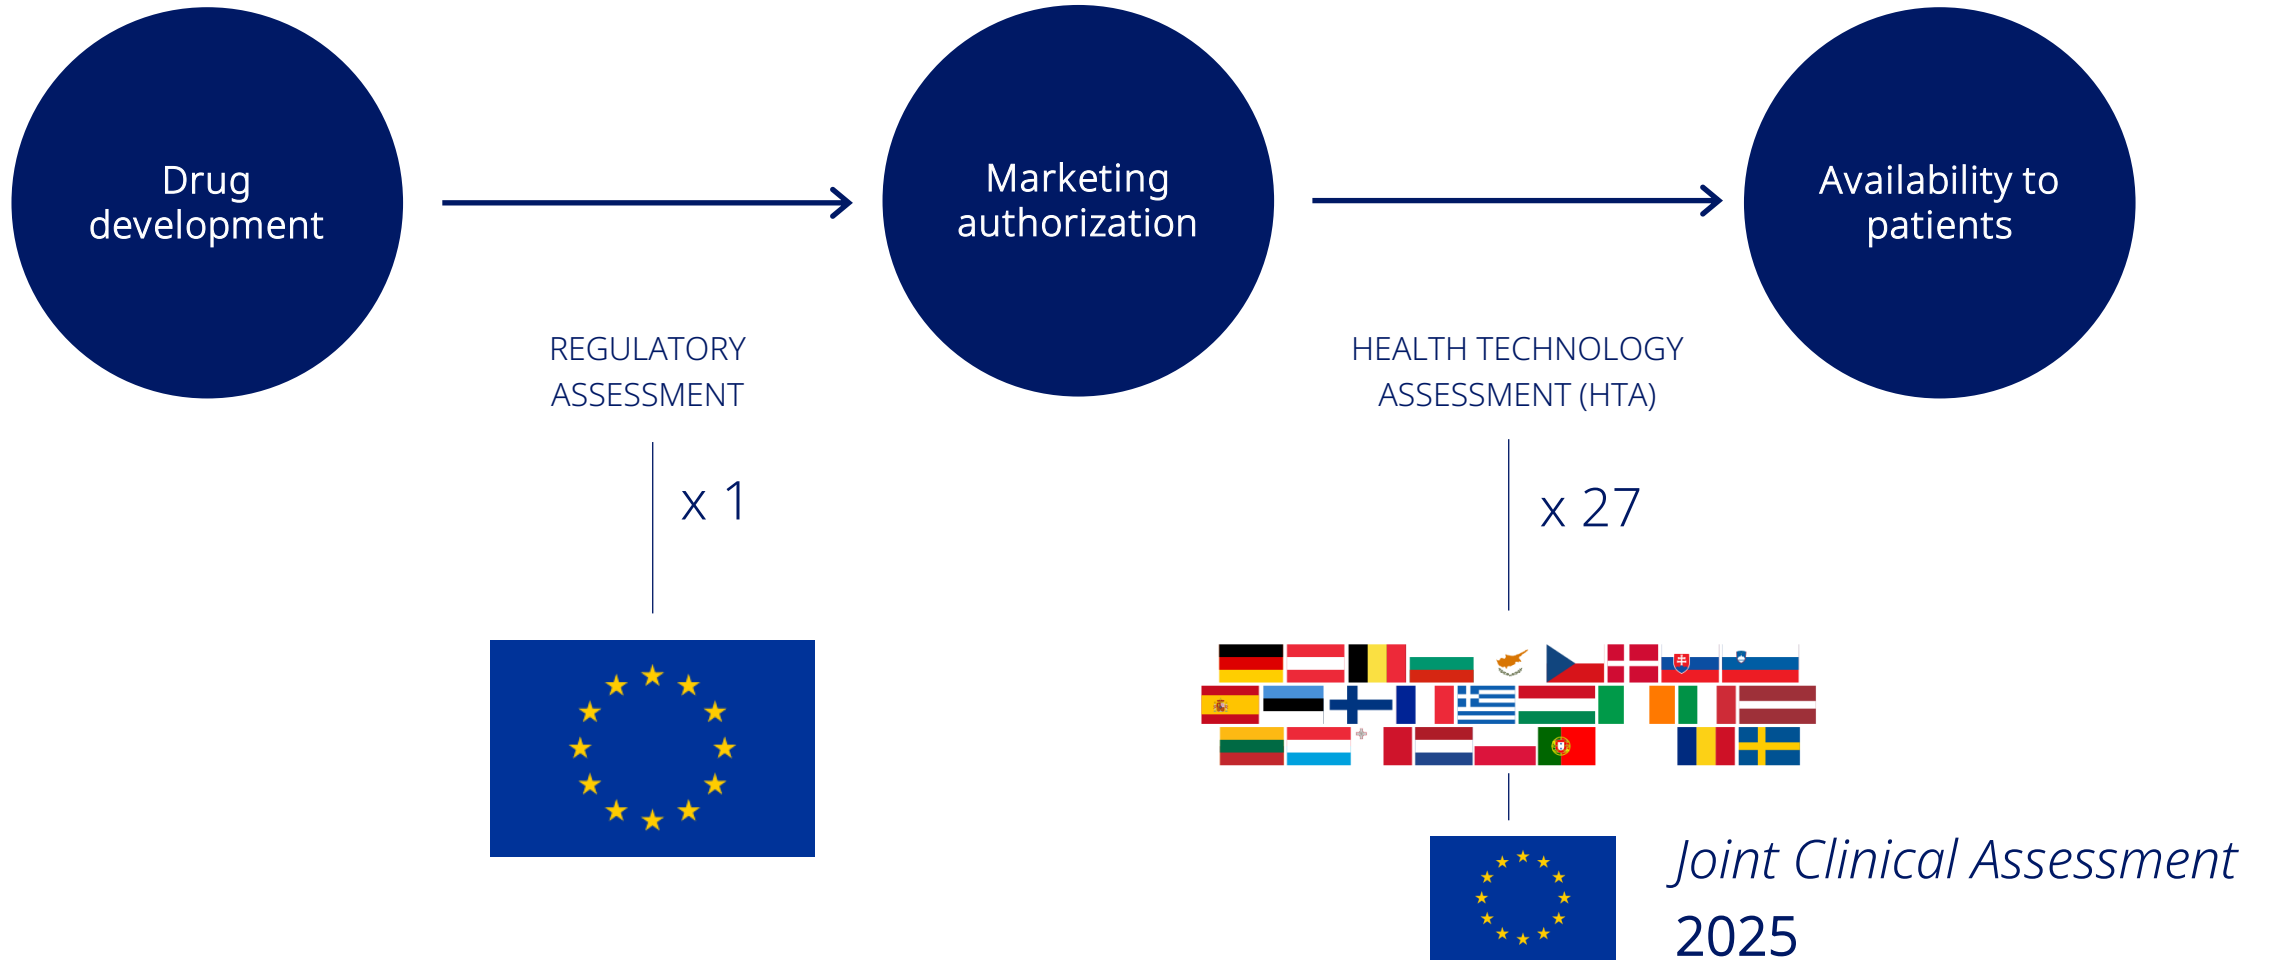 Drug
development
Marketing
authorization
Availability to
patients
REGULATORY
ASSESSMENT
HEALTH TECHNOLOGY
ASSESSMENT (HTA)
x 1
x 27
Joint Clinical Assessment
2025